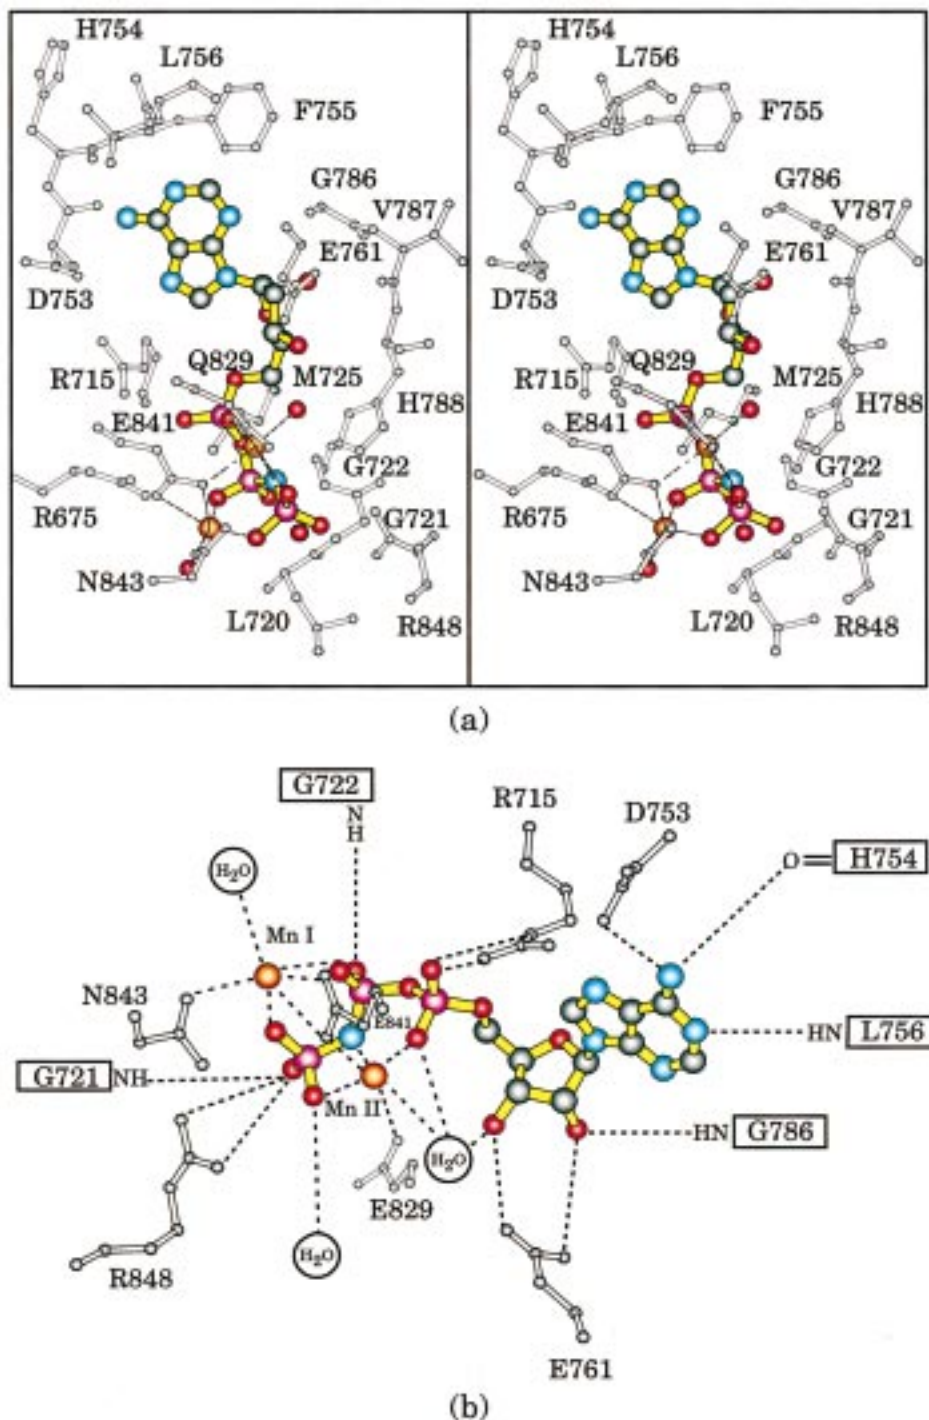 H754
L756
F755
G786
V787
E761
D753
R715
Q829
M725
H788
E841
G722
R675
G721
N843
L720
R848
H754
L756
F755
G786
V787
E761
D753
R715
Q829
M725
H788
E841
G722
R675
G721
N843
L720
R848
(a)
G722
N
H
R715
D753
H2O
O
H754
Mn I
N843
E841
HN L756
G721 NH
Mn II
HN G786
H2O
E829
H2O
R848
E761
(b)